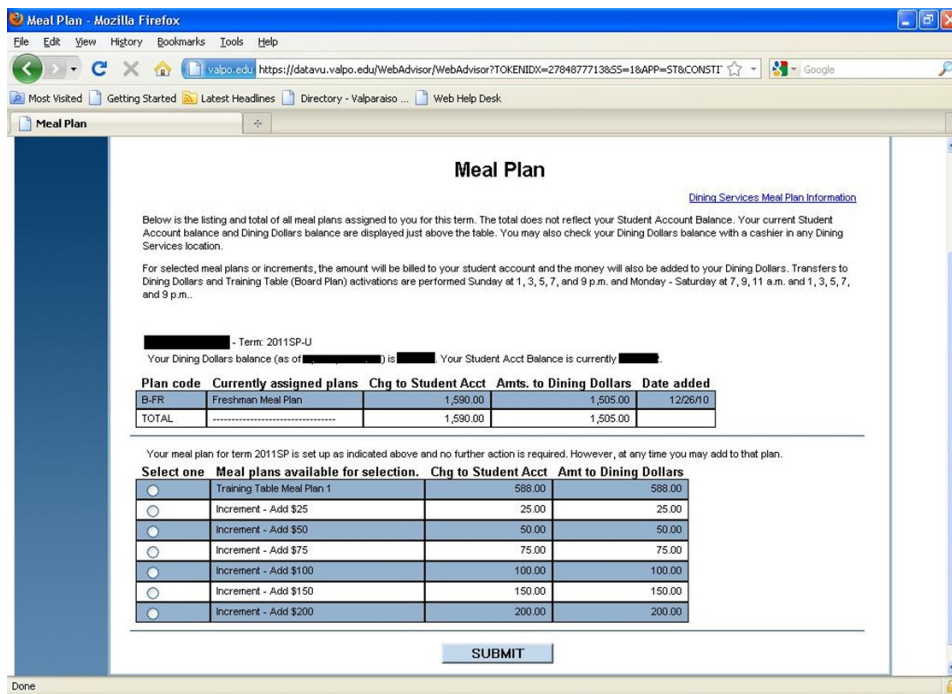 Meal Plan - Mozilla Firefox
File Edit View History Bookmarks Tools Help
valpo.edu https://datavu.valpo.edu/WebAdvisor/WebAdvisor?TOKENIDX=2784877713&SS=1&APP=ST&CONSTIT Google
Most Visited Getting Started Latest Headlines Directory - Valparaiso ... Web Help Desk
Meal Plan
Meal Plan
Dining Services Meal Plan Information
Below is the listing and total of all meal plans assigned to you for this term. The total does not reflect your Student Account Balance. Your current Student
Account balance and Dining Dollars balance are displayed just above the table. You may also check your Dining Dollars balance with a cashier in any Dining
Services location.
For selected meal plans or increments, the amount will be billed to your student account and the money will also be added to your Dining Dollars. Transfers to
Dining Dollars and Training Table (Board Plan) activations are performed Sunday at 1, 3, 5, 7, and 9 p.m. and Monday - Saturday at 7, 9, 11 a.m. and 1, 3, 5, 7,
and 9 p.m..
- Term: 2011SP-U
Your Dining Dollars balance (as of ) is . Your Student Acct Balance is currently .
Plan code Currently assigned plans Chg to Student Acct Amts. to Dining Dollars Date added
B-FR Freshman Meal Plan 1,590.00 1,505.00 12/26/10
TOTAL --------------------------------- 1,590.00 1,505.00
Your meal plan for term 2011SP is set up as indicated above and no further action is required. However, at any time you may add to that plan.
Select one Meal plans available for selection. Chg to Student Acct Amt to Dining Dollars
Training Table Meal Plan 1 588.00 588.00
Increment - Add $25 25.00 25.00
Increment - Add $50 50.00 50.00
Increment - Add $75 75.00 75.00
Increment - Add $100 100.00 100.00
Increment - Add $150 150.00 150.00
Increment - Add $200 200.00 200.00
SUBMIT
Done